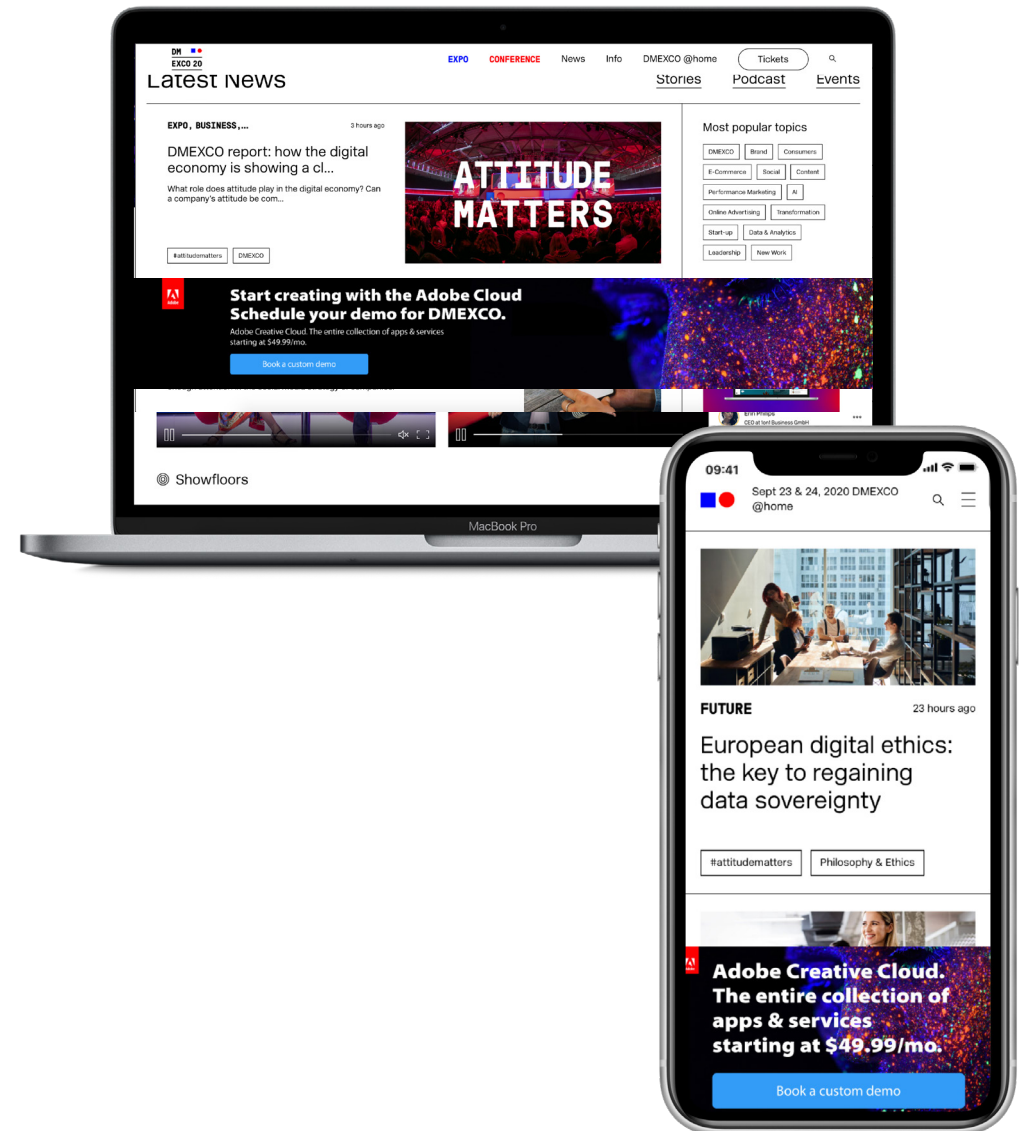 DM
EXCO 20
EXPO CONFERENCE News Info DMEXCO @home Tickets
Latest News
Stories Podcast Events
EXPO, BUSINESS,... 3 hours ago
DMEXCO report: how the digital
economy is showing a cl...
What role does attitude play in the digital economy? Can
a company's attitude be com...
#attitudematters DMEXCO
ATTITUDE
MATTERS
Most popular topics
DMEXCO Brand Consumers
E-Commerce Social Content
Performance Marketing AI
Online Advertising Transformation
Start-up Data & Analytics
Leadership New Work
Adobe
Start creating with the Adobe Cloud
Schedule your demo for DMEXCO.
Adobe Creative Cloud. The entire collection of apps & services
starting at $49.99/mo.
Book a custom demo
Erin Philips
CEO at ton! Business GmbH
Showfloors
MacBook Pro
09:41
Sept 23 & 24, 2020 DMEXCO
@home
FUTURE 23 hours ago
European digital ethics:
the key to regaining
data sovereignty
#attitudematters Philosophy & Ethics
Adobe Creative Cloud.
The entire collection of
apps & services
starting at $49.99/mo.
Book a custom demo